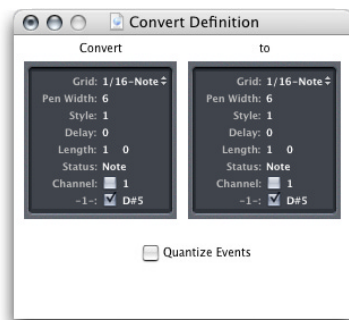 Convert Definition
Convert
Grid: 1/16-Note
Pen Width: 6
Style: 1
Delay: 0
Length: 1 0
Status: Note
Channel: 1
-1-: D#5
to
Grid: 1/16-Note
Pen Width: 6
Style: 1
Delay: 0
Length: 1 0
Status: Note
Channel: 1
-1-: D#5
Quantize Events